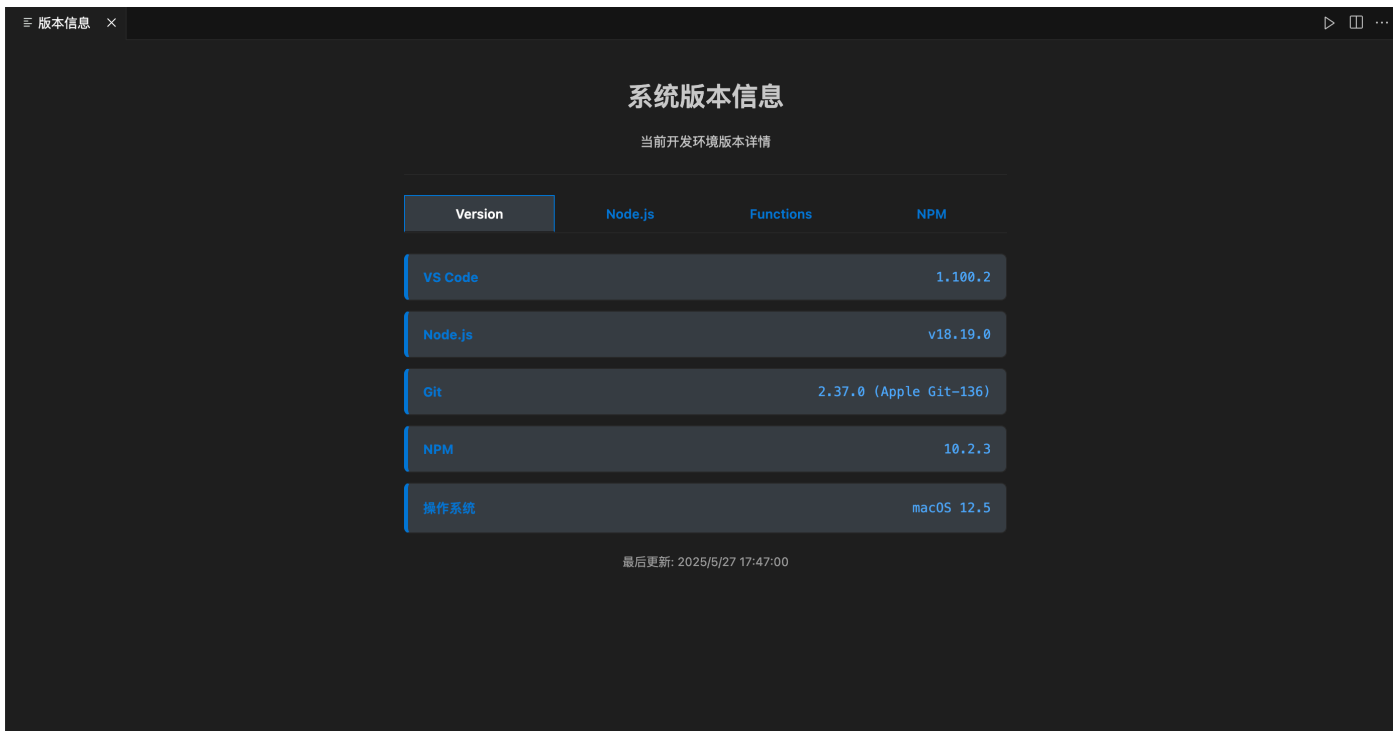 版本信息
系统版本信息
当前开发环境版本详情
Version Node.js Functions NPM
VS Code 1.100.2
Node.js v18.19.0
Git 2.37.0 (Apple Git-136)
NPM 10.2.3
操作系统 macOS 12.5
最后更新: 2025/5/27 17:47:00